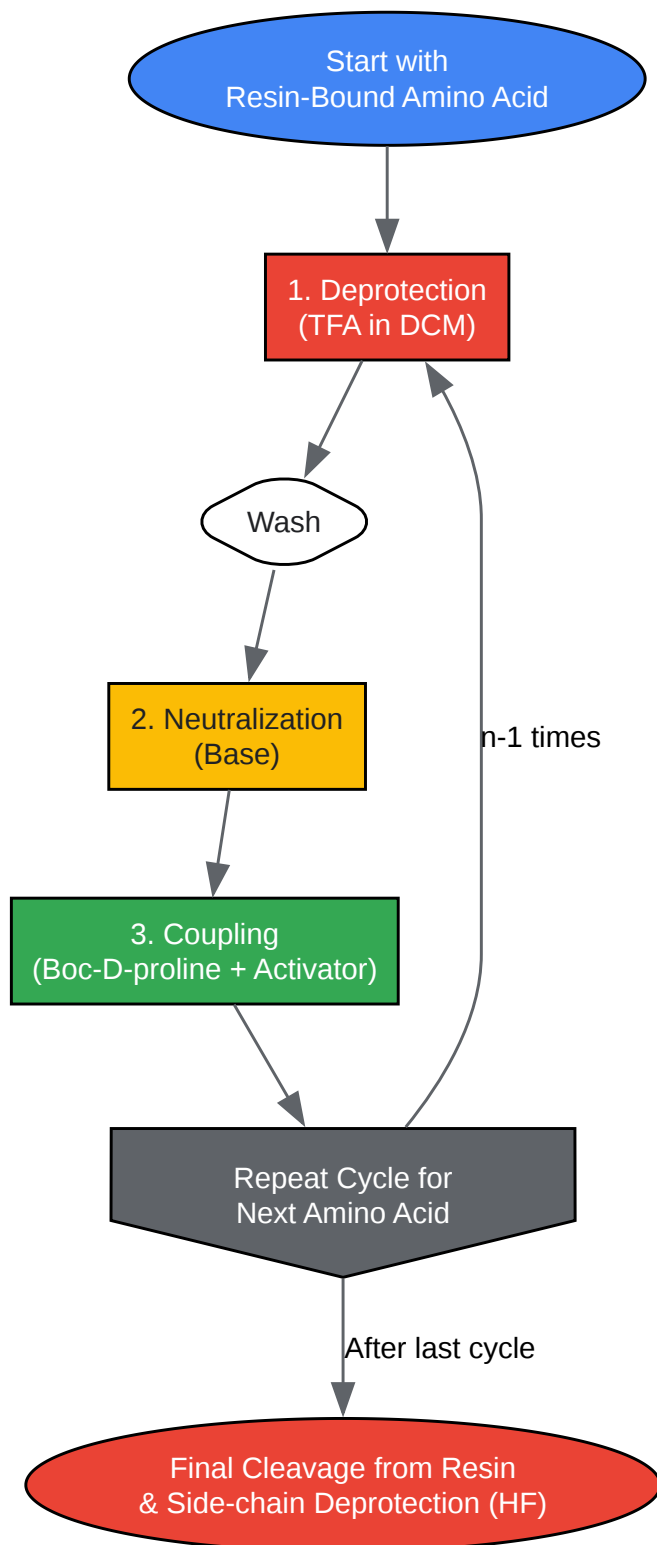 Start with
Resin-Bound Amino Acid
1. Deprotection
(TFA in DCM)
Wash
2. Neutralization
(Base)
n-1 times
3. Coupling
(Boc-D-proline + Activator)
Repeat Cycle for
Next Amino Acid
After last cycle
Final Cleavage from Resin
& Side-chain Deprotection (HF)